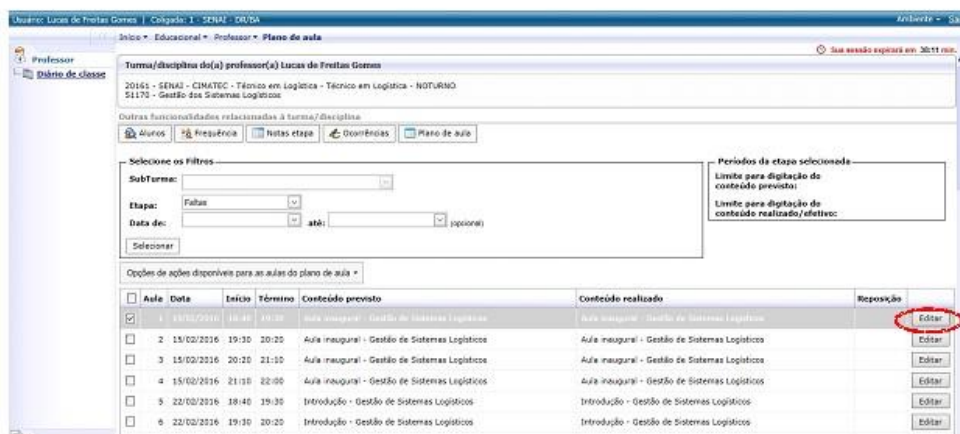 Usuário: Lucas de Freitas Gomes | Coligada: 1 - SENAI - DR/BA
Ambiente
Início Educacional Professor Plano de aula
Sua sessão expirará em 38:11 min.
Professor
Diário de classe
Turma/disciplina do(a) professor(a) Lucas de Freitas Gomes
20161 - SENAI - CIMATEC - Técnico em Logística - Técnico em Logística - NOTURNO
51170 - Gestão dos Sistemas Logísticos
Outras funcionalidades relacionadas à turma/disciplina
Alunos Frequência Notas etapa Ocorrências Plano de aula
Selecione os Filtros
SubTurma:
Etapa: Faltas
Data de: até: (opcional)
Selecionar
Períodos da etapa selecionada
Limite para digitação do
conteúdo previsto:
Limite para digitação do
conteúdo realizado/efetivo:
Opções de ações disponíveis para as aulas do plano de aula
Aula Data Início Término Conteúdo previsto Conteúdo realizado Reposição
1 15/02/2016 18:40 19:30 Aula inaugural - Gestão de Sistemas Logísticos Aula inaugural - Gestão de Sistemas Logísticos Editar
2 15/02/2016 19:30 20:20 Aula inaugural - Gestão de Sistemas Logísticos Aula inaugural - Gestão de Sistemas Logísticos Editar
3 15/02/2016 20:20 21:10 Aula inaugural - Gestão de Sistemas Logísticos Aula inaugural - Gestão de Sistemas Logísticos Editar
4 15/02/2016 21:10 22:00 Aula inaugural - Gestão de Sistemas Logísticos Aula inaugural - Gestão de Sistemas Logísticos Editar
5 22/02/2016 18:40 19:30 Introdução - Gestão de Sistemas Logísticos Introdução - Gestão de Sistemas Logísticos Editar
6 22/02/2016 19:30 20:20 Introdução - Gestão de Sistemas Logísticos Introdução - Gestão de Sistemas Logísticos Editar